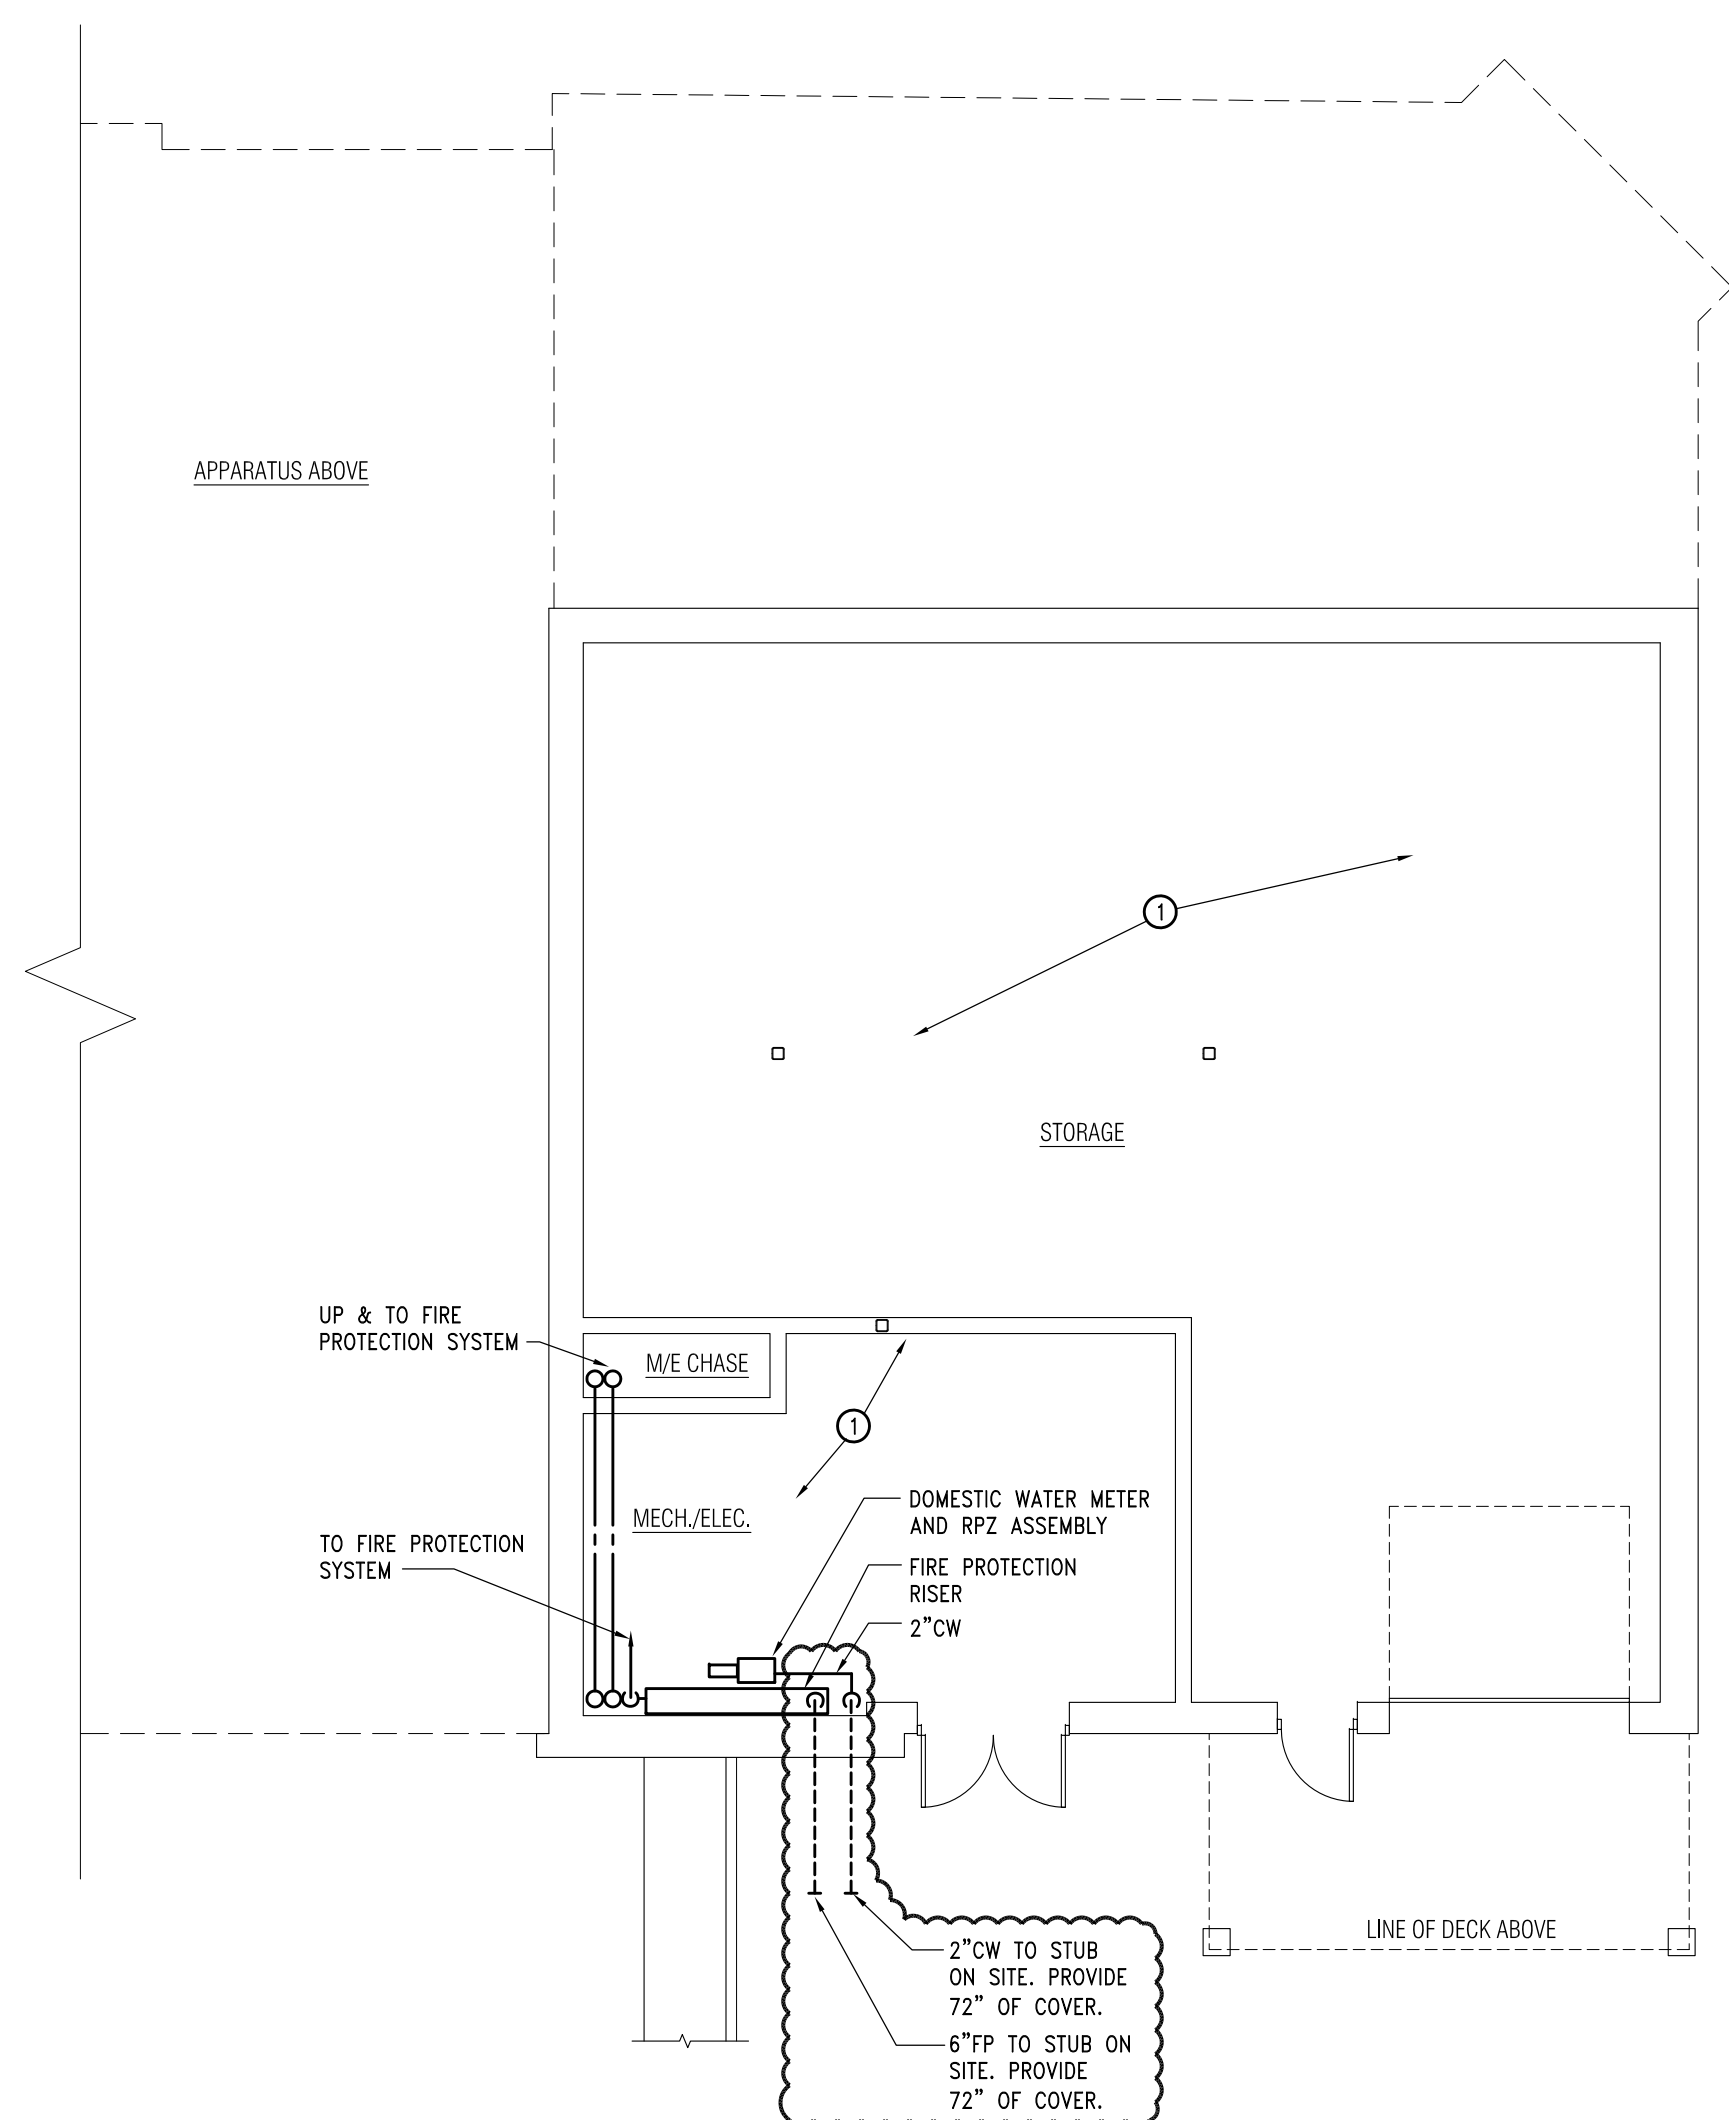 APPARATUS ABOVE
1
STORAGE
UP & TO FIRE
PROTECTION SYSTEM
M/E CHASE
1
MECH./ELEC.
TO FIRE PROTECTION
SYSTEM
DOMESTIC WATER METER
AND RPZ ASSEMBLY
FIRE PROTECTION
RISER
2"CW
LINE OF DECK ABOVE
2"CW TO STUB
ON SITE. PROVIDE
72" OF COVER.
6"FP TO STUB ON
SITE. PROVIDE
72" OF COVER.